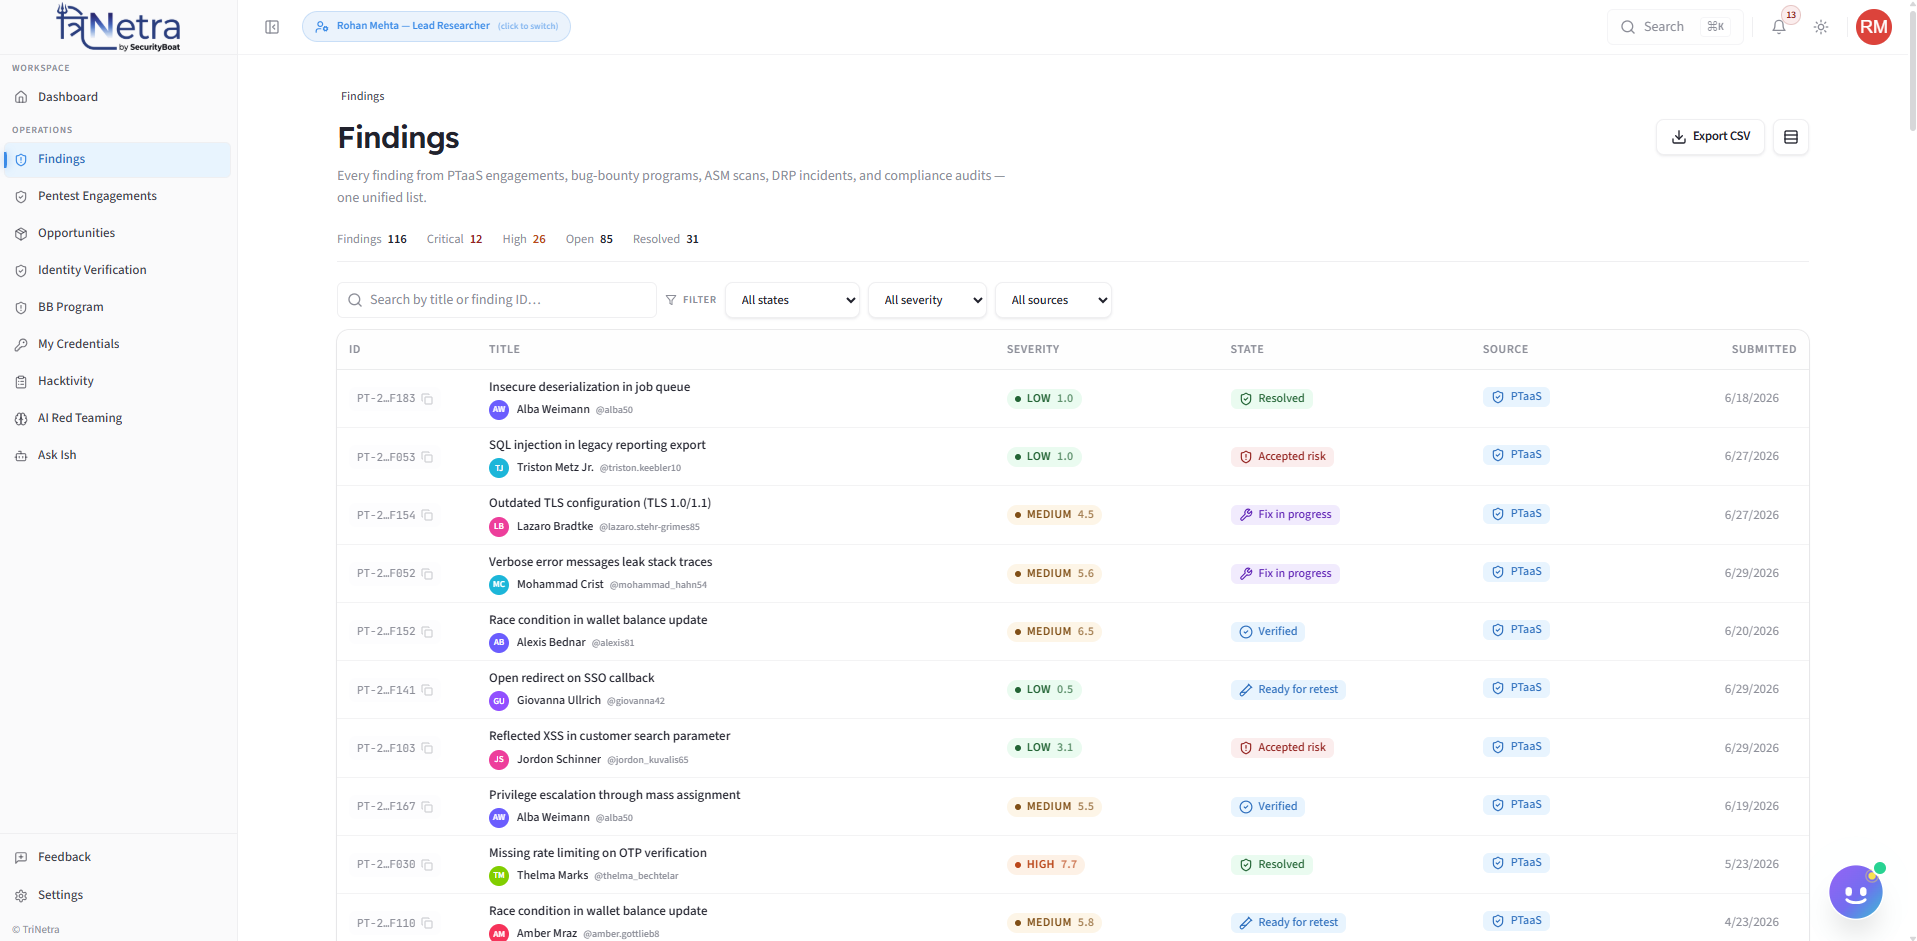 त्रिNetra
by SecurityBoat
Rohan Mehta — Lead Researcher (click to switch)
Search ⌘K
13
RM
WORKSPACE
Dashboard
OPERATIONS
Findings
Pentest Engagements
Opportunities
Identity Verification
BB Program
My Credentials
Hacktivity
AI Red Teaming
Ask Ish
Feedback
Settings
© TriNetra
Findings
Findings
Export CSV
Every finding from PTaaS engagements, bug-bounty programs, ASM scans, DRP incidents, and compliance audits —
one unified list.
Findings 116 Critical 12 High 26 Open 85 Resolved 31
Search by title or finding ID… FILTER All states All severity All sources
ID TITLE SEVERITY STATE SOURCE SUBMITTED
Insecure deserialization in job queue
PT-2…F183 LOW 1.0 Resolved PTaaS 6/18/2026
AW Alba Weimann @alba50
SQL injection in legacy reporting export
PT-2…F053 LOW 1.0 Accepted risk PTaaS 6/27/2026
TJ Triston Metz Jr. @triston.keebler10
Outdated TLS configuration (TLS 1.0/1.1)
PT-2…F154 MEDIUM 4.5 Fix in progress PTaaS 6/27/2026
LB Lazaro Bradtke @lazaro.stehr-grimes85
Verbose error messages leak stack traces
PT-2…F052 MEDIUM 5.6 Fix in progress PTaaS 6/29/2026
MC Mohammad Crist @mohammad_hahn54
Race condition in wallet balance update
PT-2…F152 MEDIUM 6.5 Verified PTaaS 6/20/2026
AB Alexis Bednar @alexis81
Open redirect on SSO callback
PT-2…F141 LOW 0.5 Ready for retest PTaaS 6/29/2026
GU Giovanna Ullrich @giovanna42
Reflected XSS in customer search parameter
PT-2…F103 LOW 3.1 Accepted risk PTaaS 6/29/2026
JS Jordon Schinner @jordon_kuvalis65
Privilege escalation through mass assignment
PT-2…F167 MEDIUM 5.5 Verified PTaaS 6/19/2026
AW Alba Weimann @alba50
Missing rate limiting on OTP verification
PT-2…F030 HIGH 7.7 Resolved PTaaS 5/23/2026
TM Thelma Marks @thelma_bechtelar
Race condition in wallet balance update
PT-2…F110 MEDIUM 5.8 Ready for retest PTaaS 4/23/2026
AM Amber Mraz @amber.gottlieb8